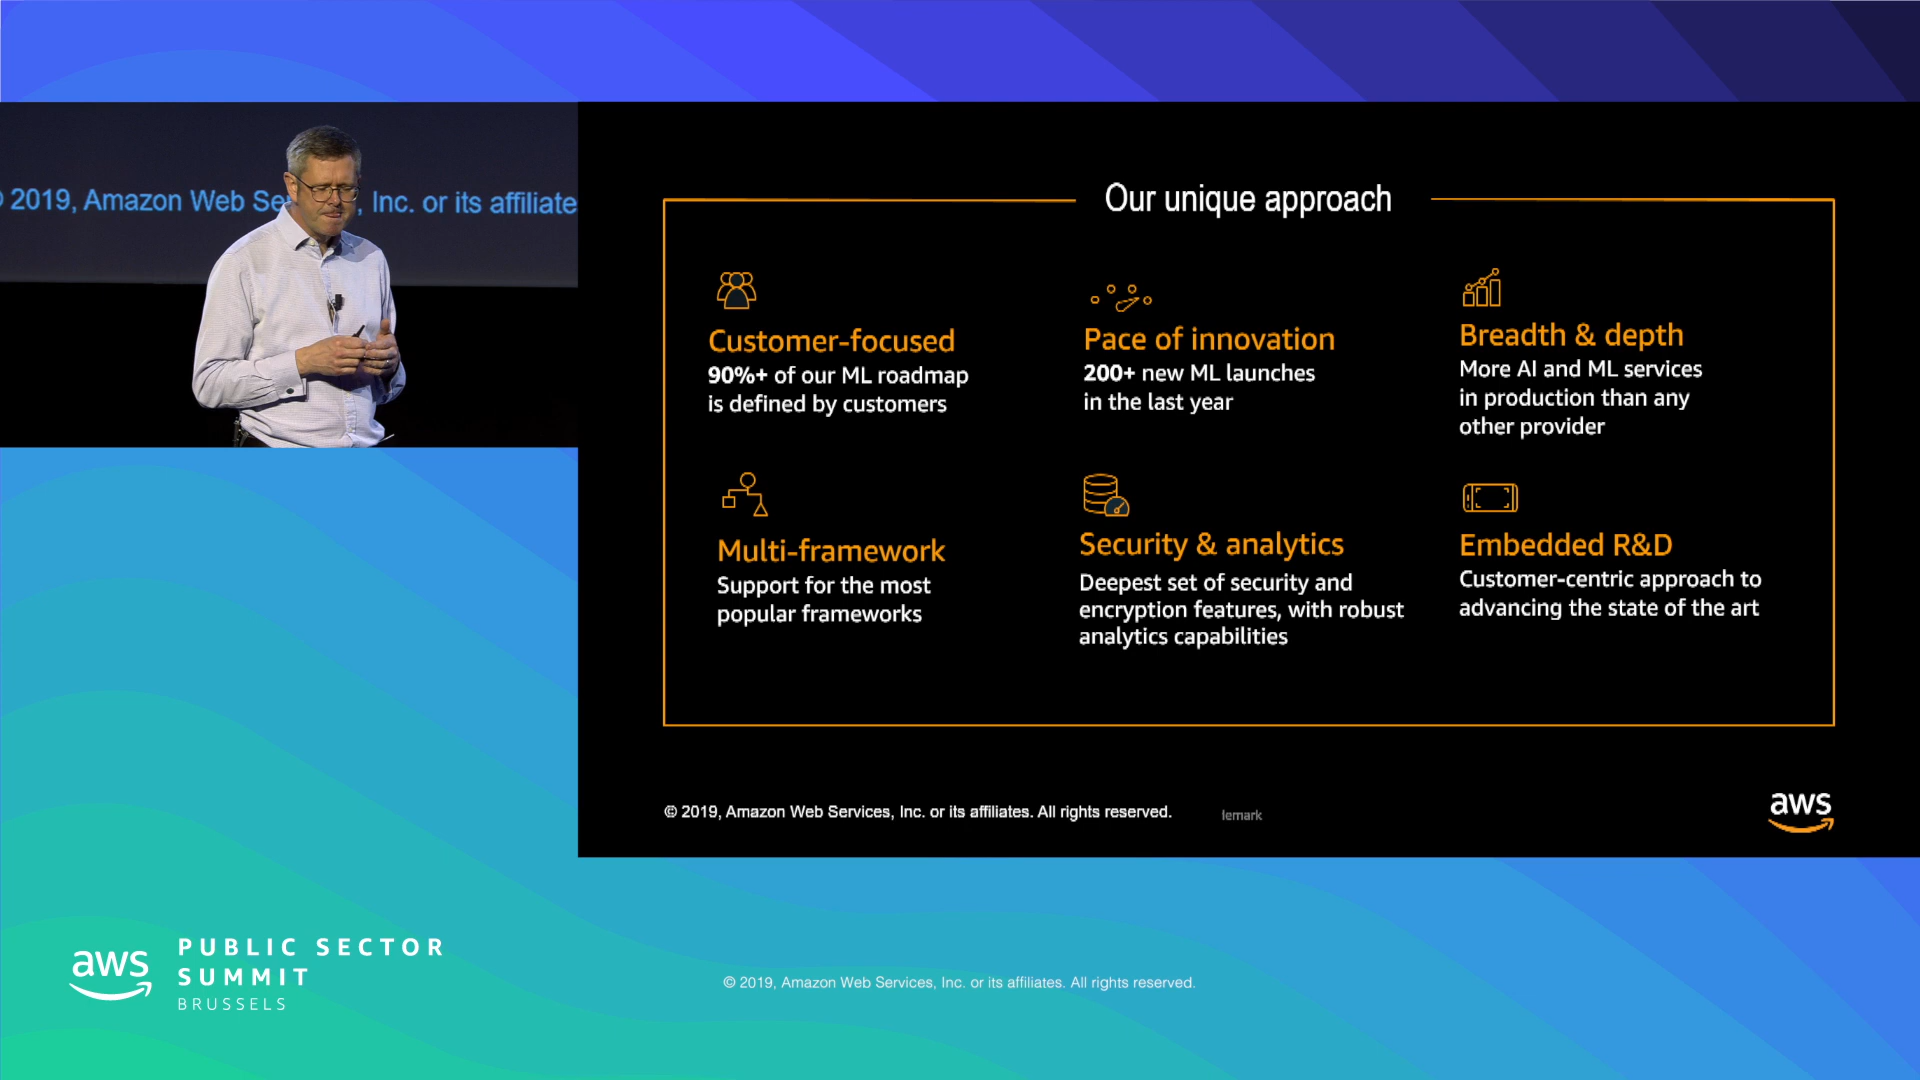 © 2019, Amazon Web Se , Inc. or its affiliate
Our unique approach
Customer-focused
90%+ of our ML roadmap
is defined by customers
Pace of innovation
200+ new ML launches
in the last year
Breadth & depth
More AI and ML services
in production than any
other provider
Multi-framework
Support for the most
popular frameworks
Security & analytics
Deepest set of security and
encryption features, with robust
analytics capabilities
Embedded R&D
Customer-centric approach to
advancing the state of the art
© 2019, Amazon Web Services, Inc. or its affiliates. All rights reserved.
lemark
aws
aws
PUBLIC SECTOR
SUMMIT
BRUSSELS
© 2019, Amazon Web Services, Inc. or its affiliates. All rights reserved.